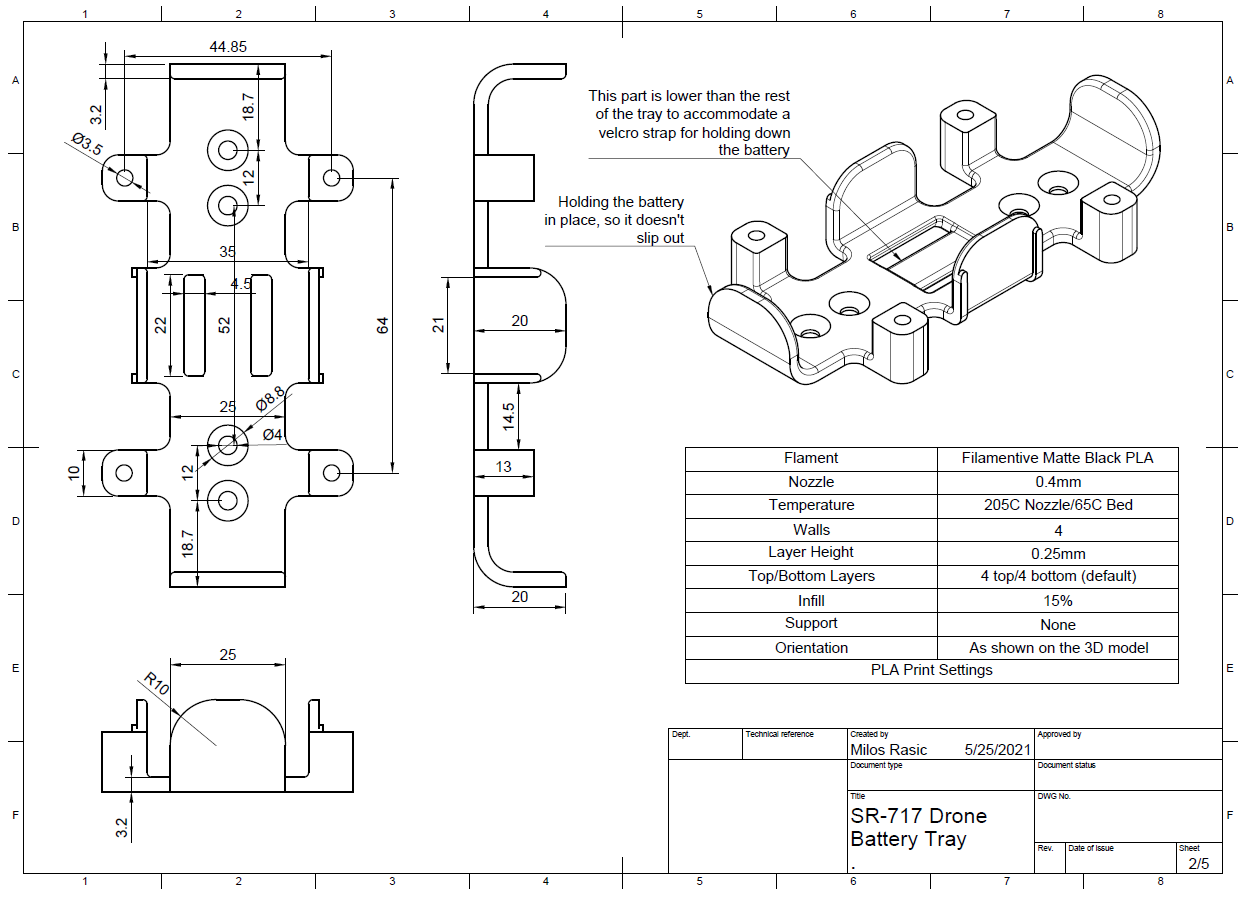 1 2 3 4 5 6 7 8
A A
B B
C C
D D
E E
F F
44.85
3.2
18.7
Ø3.5
12
35
4.5
22
52
64
25
Ø8.8
Ø4
10
12
18.7
21
20
14.5
13
20
25
R10
3.2
This part is lower than the rest
of the tray to accommodate a
velcro strap for holding down
the battery
Holding the battery
in place, so it doesn't
slip out
Flament Filamentive Matte Black PLA
Nozzle 0.4mm
Temperature 205C Nozzle/65C Bed
Walls 4
Layer Height 0.25mm
Top/Bottom Layers 4 top/4 bottom (default)
Infill 15%
Support None
Orientation As shown on the 3D model
PLA Print Settings
Dept. Technical reference Created by Approved by
Milos Rasic 5/25/2021
Document type Document status
Title DWG No.
SR-717 Drone
Battery Tray
.
Rev. Date of issue Sheet
2/5
1 2 3 4 5 6 7 8